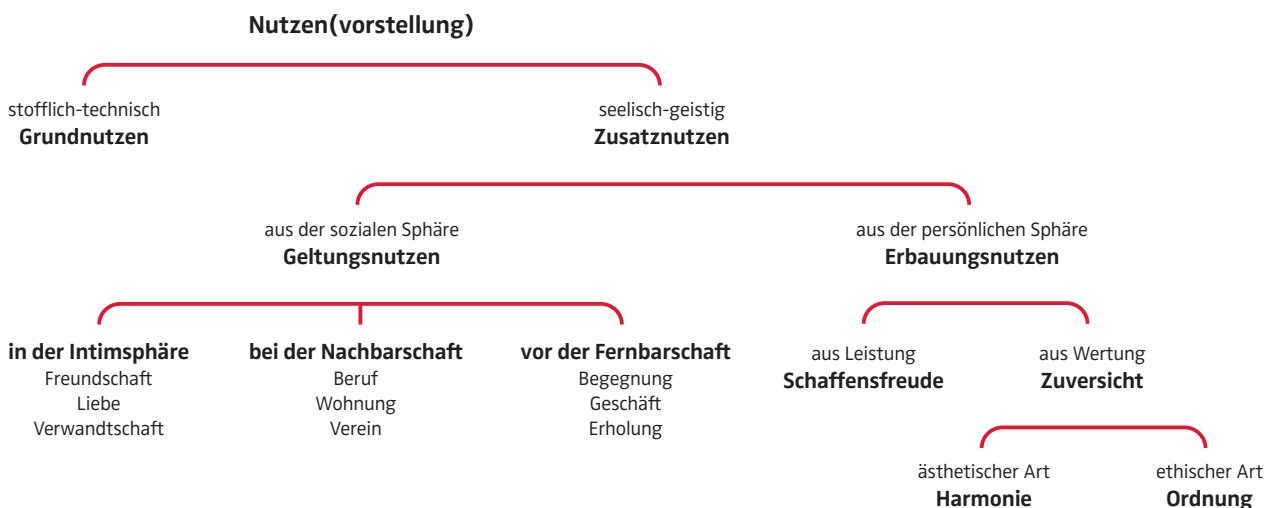 Nutzen(vorstellung)
stofflich-technisch
Grundnutzen
seelisch-geistig
Zusatznutzen
aus der sozialen Sphäre
Geltungsnutzen
aus der persönlichen Sphäre
Erbauungsnutzen
in der Intimsphäre
Freundschaft
Liebe
Verwandtschaft
bei der Nachbarschaft
Beruf
Wohnung
Verein
vor der Fernbarschaft
Begegnung
Geschäft
Erholung
aus Leistung
Schaffensfreude
aus Wertung
Zuversicht
ästhetischer Art
Harmonie
ethischer Art
Ordnung